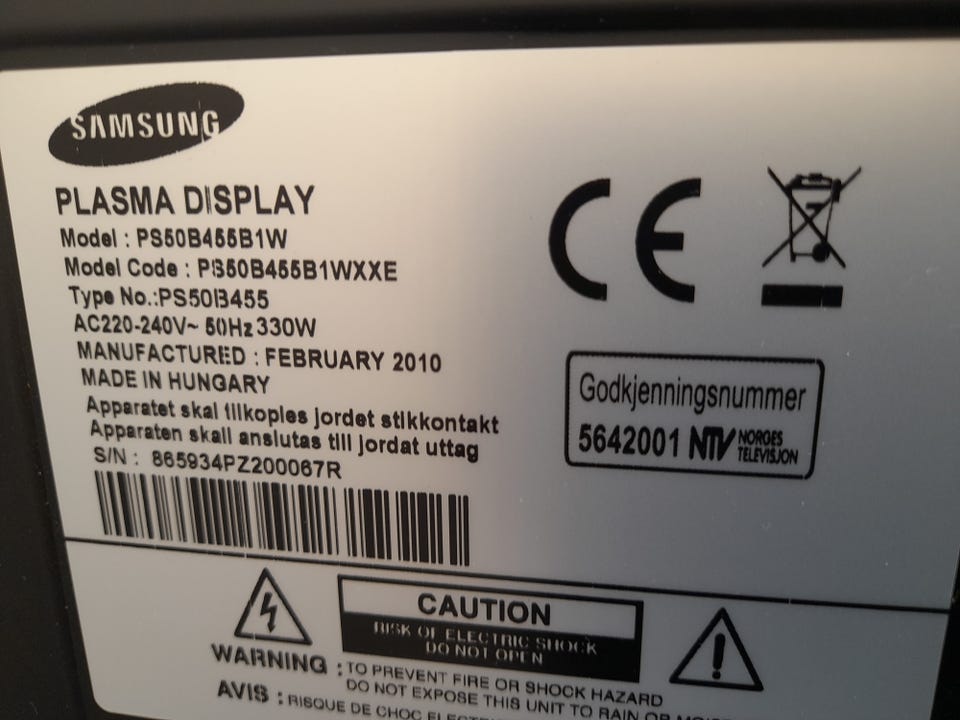 SAMSUNG
PLASMA DISPLAY
Model : PS50B455B1W
Model Code : PS50B455B1WXXE
Type No.:PS50B455
AC220-240V~ 50Hz 330W
MANUFACTURED : FEBRUARY 2010
MADE IN HUNGARY
Apparatet skal tilkoples jordet stikkontakt
Apparaten skall anslutas till jordat uttag
S/N : 865934PZ200067R
CE
Godkjenningsnummer
5642001 NTV NORGES
TELEVISJON
CAUTION
RISK OF ELECTRIC SHOCK
DO NOT OPEN
WARNING : TO PREVENT FIRE OR SHOCK HAZARD
DO NOT EXPOSE THIS UNIT TO RAIN OR
AVIS : RISQUE DE CHOC